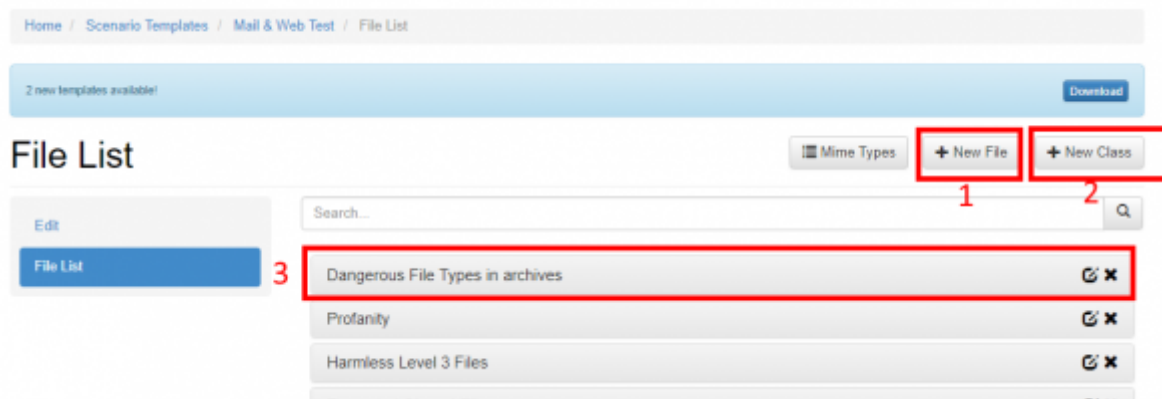 Home / Scenario Templates / Mail & Web Test / File List
2 new templates available!
Download
File List
Mime Types
+ New File
+ New Class
1
2
Search...
Edit
File List
3
Dangerous File Types in archives
Profanity
Harmless Level 3 Files